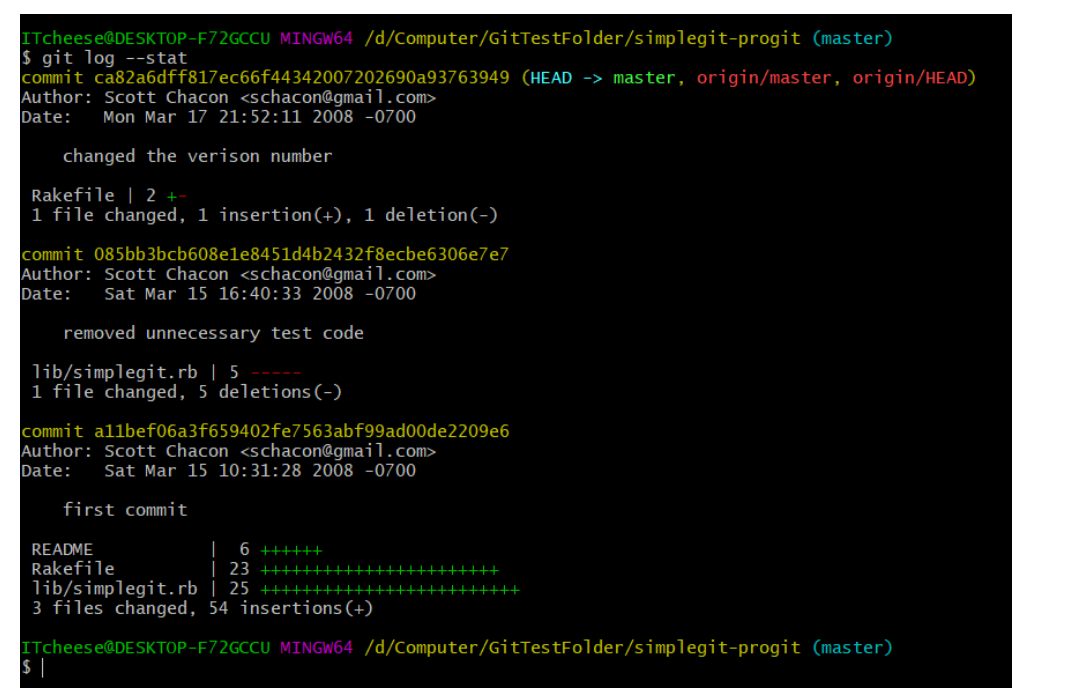 ITcheese@DESKTOP-F72GCCU MINGW64 /d/Computer/GitTestFolder/simplegit-progit (master)
$ git log --stat
commit ca82a6dff817ec66f44342007202690a93763949 (HEAD -> master, origin/master, origin/HEAD)
Author: Scott Chacon <schacon@gmail.com>
Date:   Mon Mar 17 21:52:11 2008 -0700
changed the verison number
Rakefile | 2 +-
1 file changed, 1 insertion(+), 1 deletion(-)
commit 085bb3bcb608e1e8451d4b2432f8ecbe6306e7e7
Author: Scott Chacon <schacon@gmail.com>
Date:   Sat Mar 15 16:40:33 2008 -0700
removed unnecessary test code
lib/simplegit.rb | 5 -----
1 file changed, 5 deletions(-)
commit a11bef06a3f659402fe7563abf99ad00de2209e6
Author: Scott Chacon <schacon@gmail.com>
Date:   Sat Mar 15 10:31:28 2008 -0700
first commit
README           |  6 ++++++
Rakefile         | 23 +++++++++++++++++++++++
lib/simplegit.rb | 25 +++++++++++++++++++++++++
3 files changed, 54 insertions(+)
ITcheese@DESKTOP-F72GCCU MINGW64 /d/Computer/GitTestFolder/simplegit-progit (master)
$